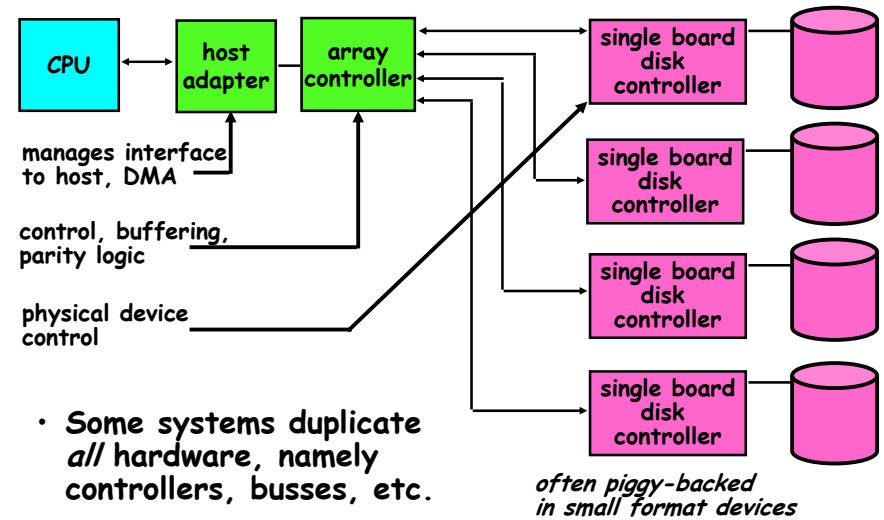 CPU
host
adapter
array
controller
single board
disk
controller
manages interface
to host, DMA
single board
disk
controller
control, buffering,
parity logic
single board
disk
controller
physical device
control
single board
disk
controller
• Some systems duplicate
all hardware, namely
controllers, busses, etc.
often piggy-backed
in small format devices